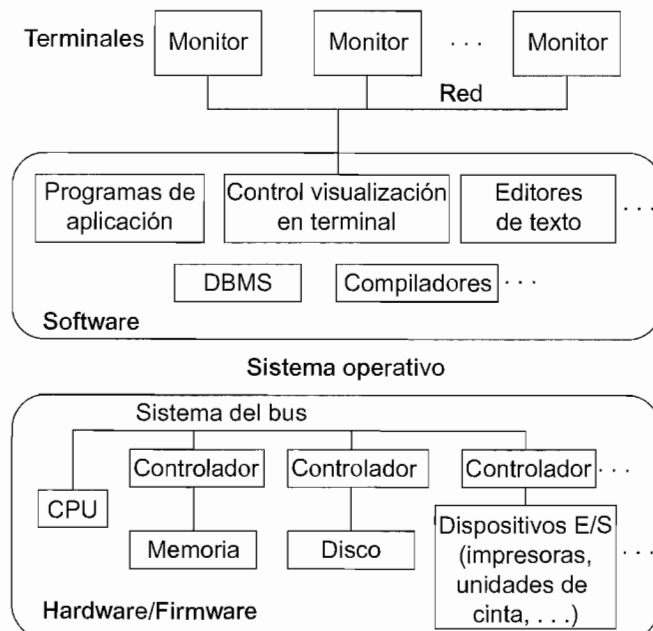 Terminales Monitor Monitor . . . Monitor
Red
Programas de aplicación
Control visualización en terminal
Editores de texto
. . .
DBMS Compiladores . . .
Software
Sistema operativo
Sistema del bus
Controlador Controlador Controlador . . .
CPU
Memoria Disco
Dispositivos E/S
(impresoras,
unidades de
cinta, . . .)
. . .
Hardware/Firmware